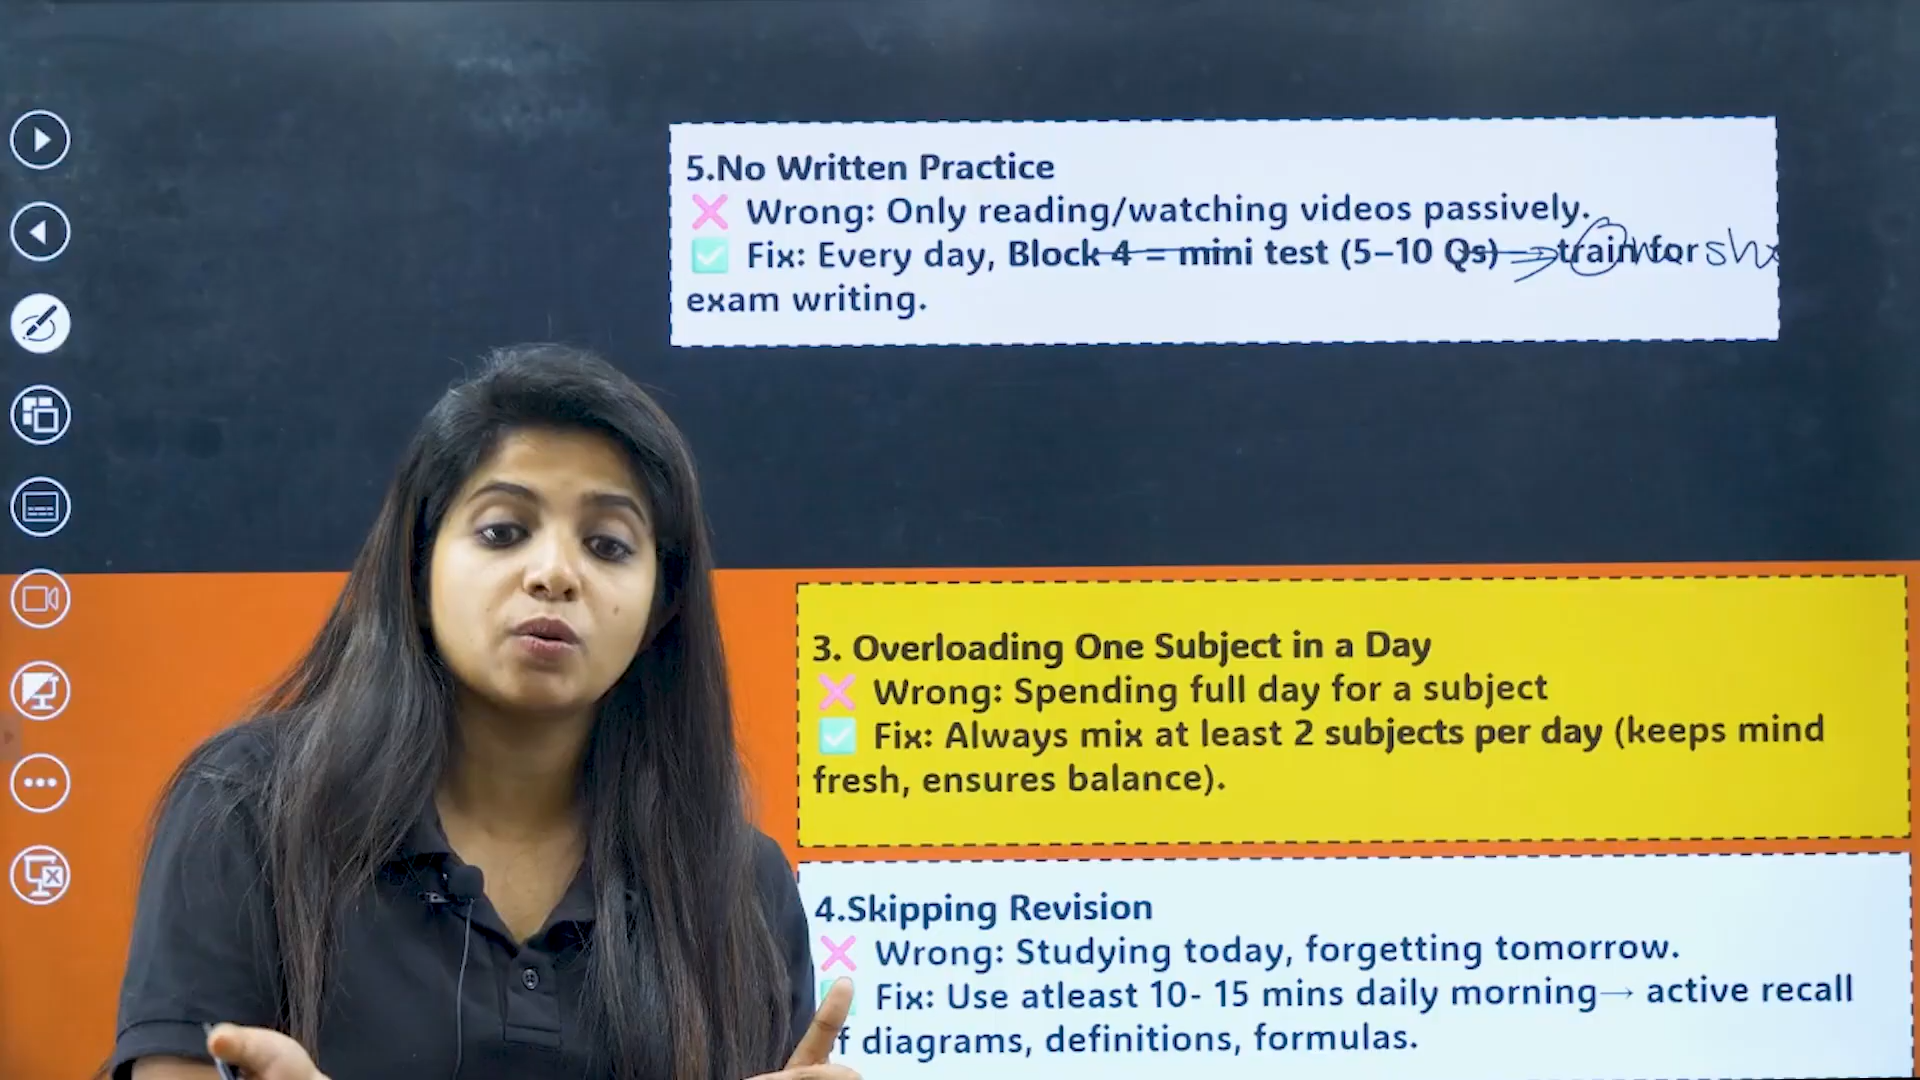 5.No Written Practice
❌ Wrong: Only reading/watching videos passively.
✅ Fix: Every day, Block 4 = mini test (5–10 Qs) → train for
exam writing.
3. Overloading One Subject in a Day
❌ Wrong: Spending full day for a subject
✅ Fix: Always mix at least 2 subjects per day (keeps mind
fresh, ensures balance).
4.Skipping Revision
❌ Wrong: Studying today, forgetting tomorrow.
✅ Fix: Use atleast 10- 15 mins daily morning→ active recall
of diagrams, definitions, formulas.